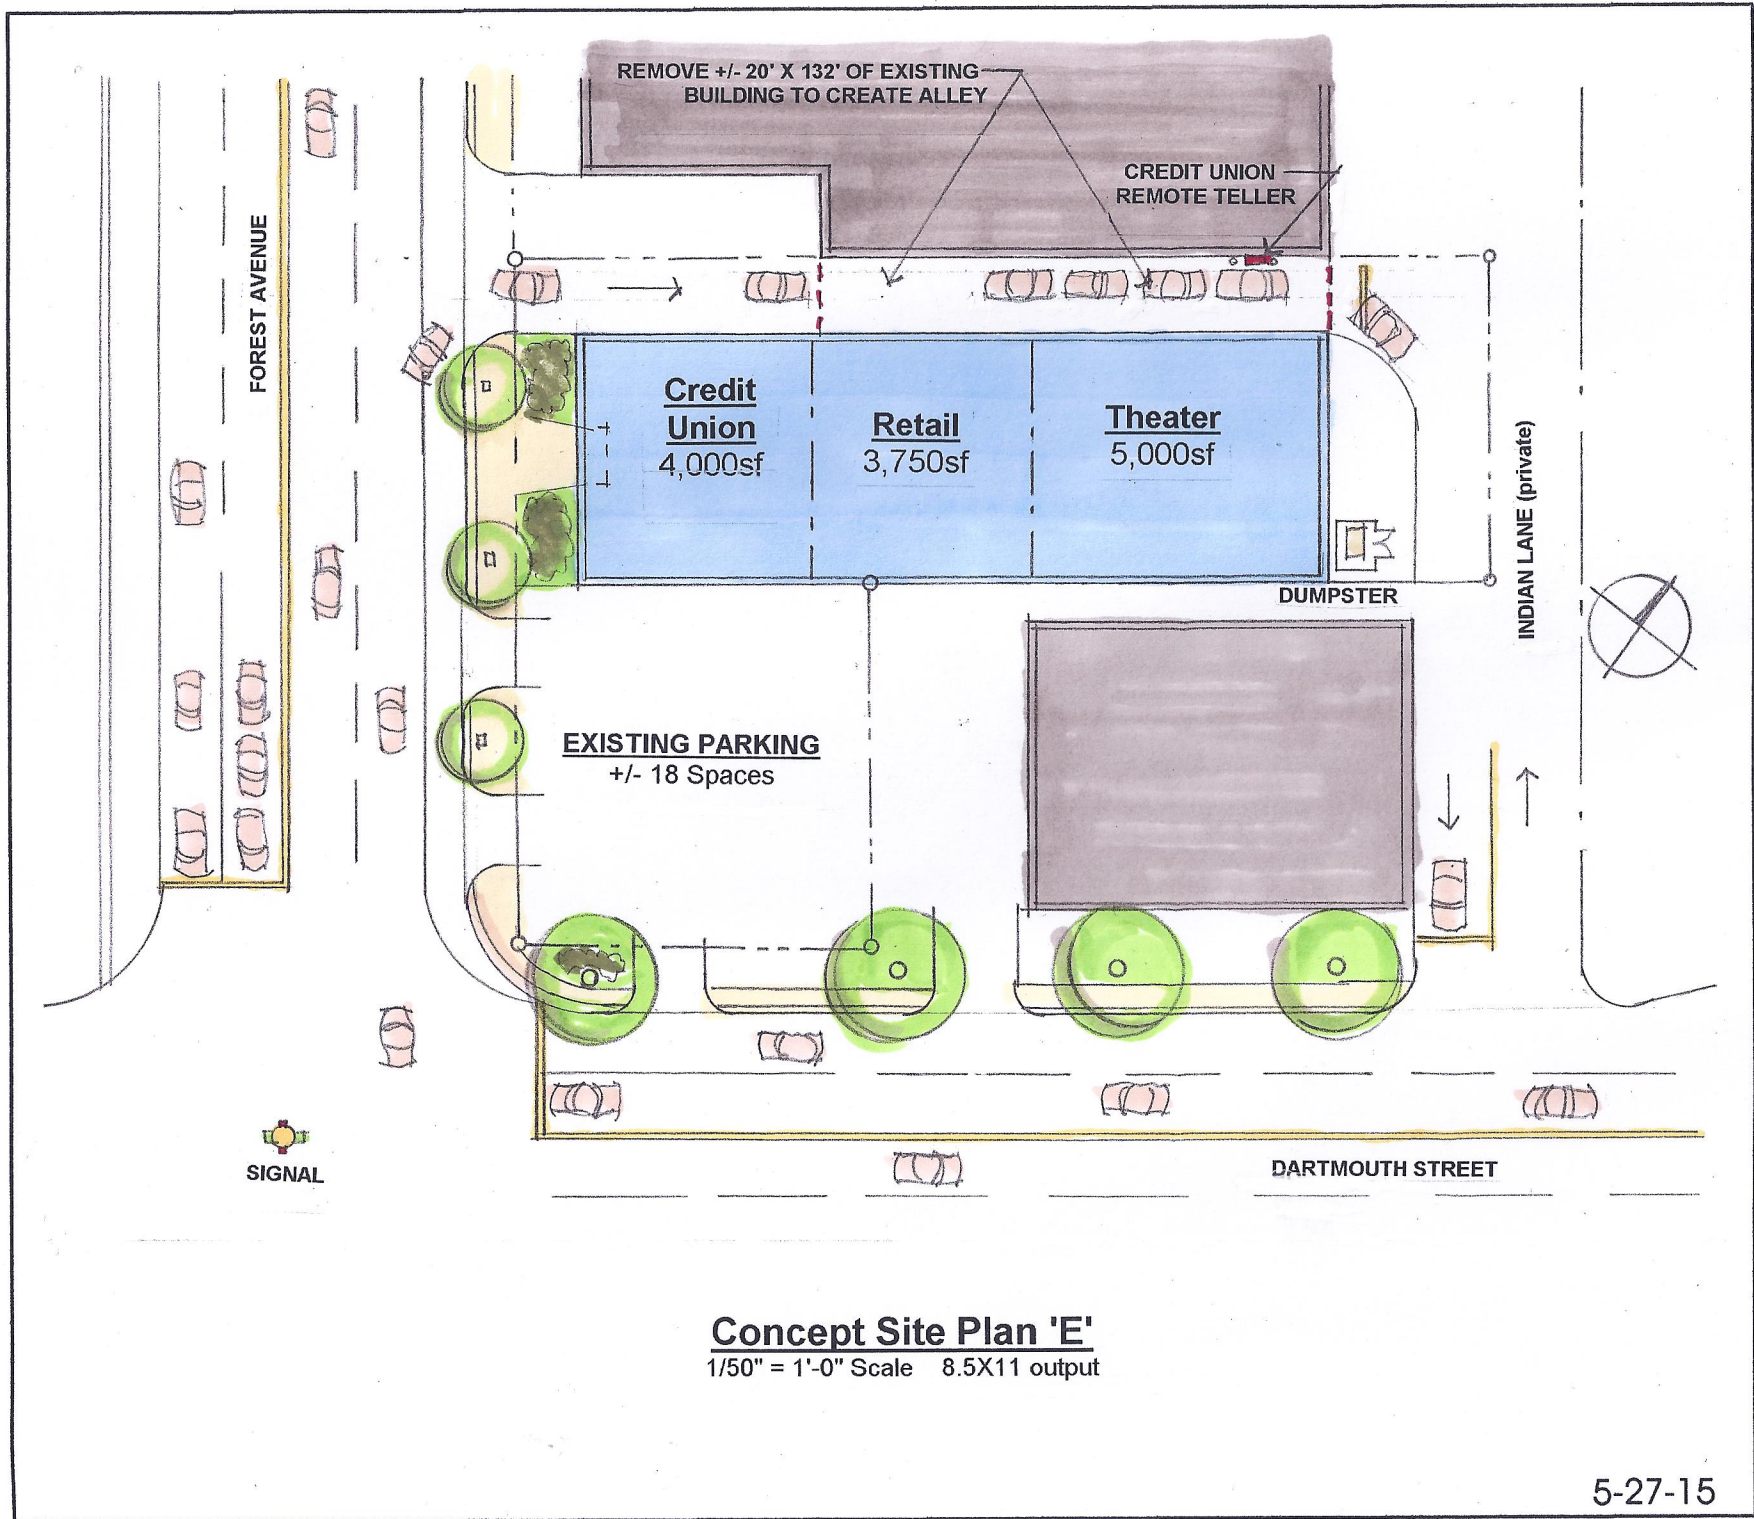 REMOVE +/- 20' X 132' OF EXISTING
BUILDING TO CREATE ALLEY
CREDIT UNION
REMOTE TELLER
FOREST AVENUE
Credit
Union
4,000sf
Retail
3,750sf
Theater
5,000sf
INDIAN LANE (private)
DUMPSTER
EXISTING PARKING
+/- 18 Spaces
SIGNAL
DARTMOUTH STREET
Concept Site Plan 'E'
1/50" = 1'-0" Scale 8.5X11 output
5-27-15